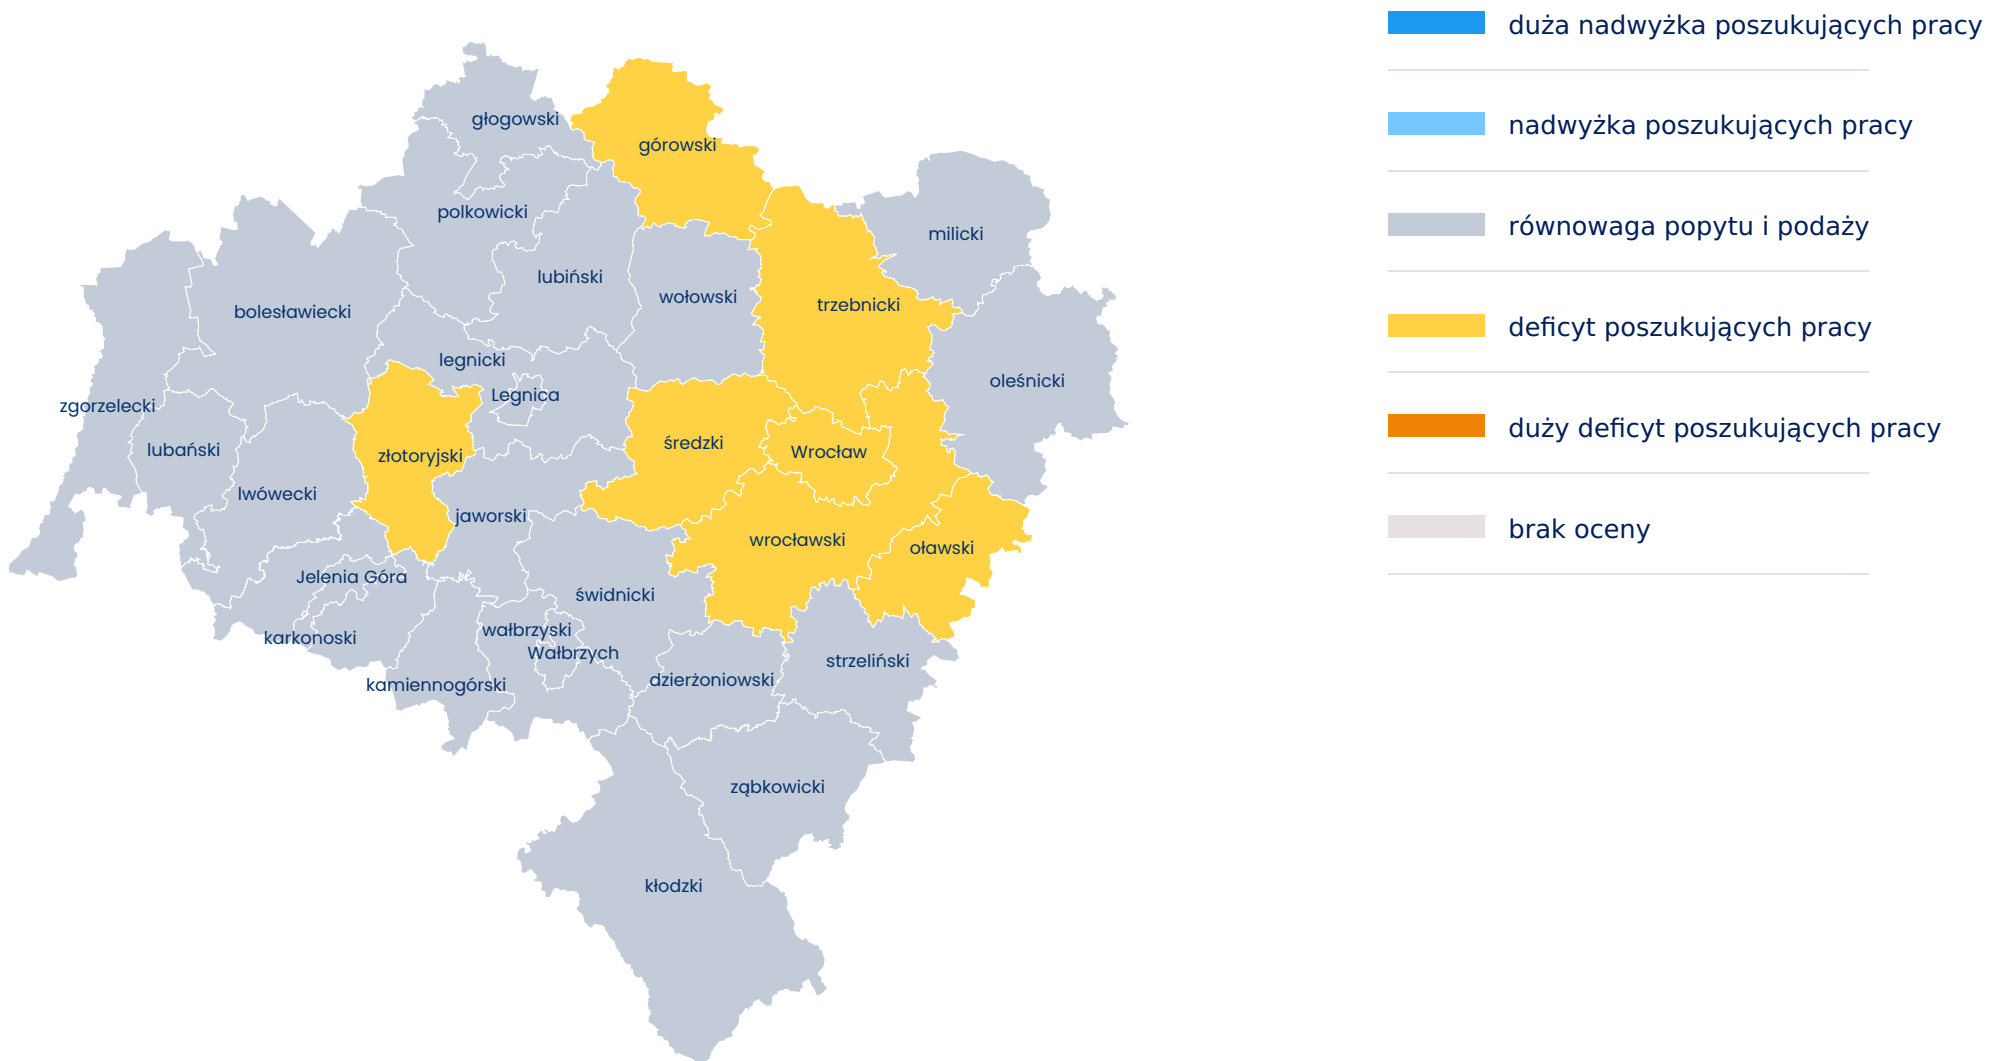 duża nadwyżka poszukujących pracy
nadwyżka poszukujących pracy
równowaga popytu i podaży
deficyt poszukujących pracy
duży deficyt poszukujących pracy
brak oceny
głogowski
górowski
polkowicki
milicki
lubiński
wołowski
trzebnicki
bolesławiecki
legnicki
Legnica
oleśnicki
zgorzelecki
lubański
złotoryjski
średzki
Wrocław
lwówecki
jaworski
wrocławski
oławski
Jelenia Góra
świdnicki
karkonoski
wałbrzyski
Wałbrzych
strzeliński
kamiennogórski
dzierżoniowski
ząbkowicki
kłodzki